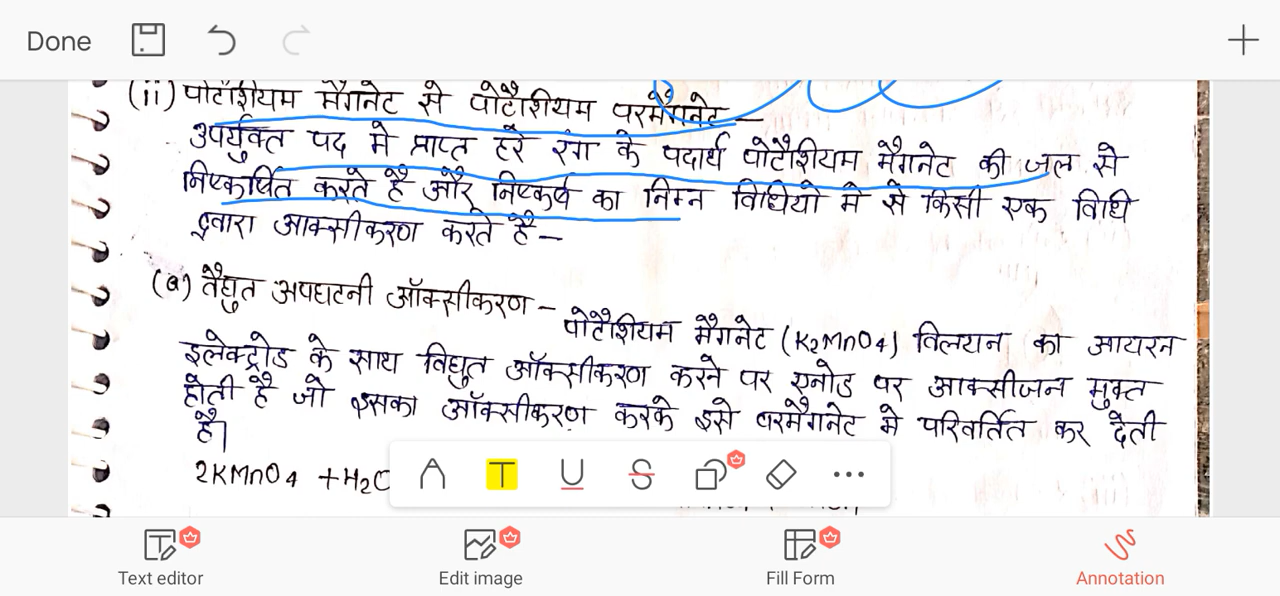 Done
(ii) पोटैशियम मैंगनेट से पोटैशियम परमैंगनेट –
उपर्युक्त पद मे प्राप्त हरे रंग के पदार्थ पोटैशियम मैंगनेट की जल से
निष्कर्षित करते है और निष्कर्ष का निम्न विधियो मे से किसी एक विधि
द्वारा आक्सीकरण करते है –
(a) वैद्युत अपघटनी ऑक्सीकरण –
पोटैशियम मैंगनेट (K2MnO4) विलयन का आयरन
इलेक्ट्रोड के साथ विद्युत ऑक्सीकरण करने पर एनोड पर आक्सीजन मुक्त
होती है जो इसका ऑक्सीकरण करके इसे परमैंगनेट मे परिवर्तित कर देती
है।
2KMnO4 + H2O
T U S
Text editor Edit image Fill Form Annotation